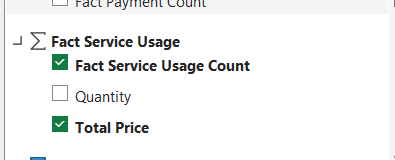 Fact Payment Count
Fact Service Usage
Fact Service Usage Count
Quantity
Total Price